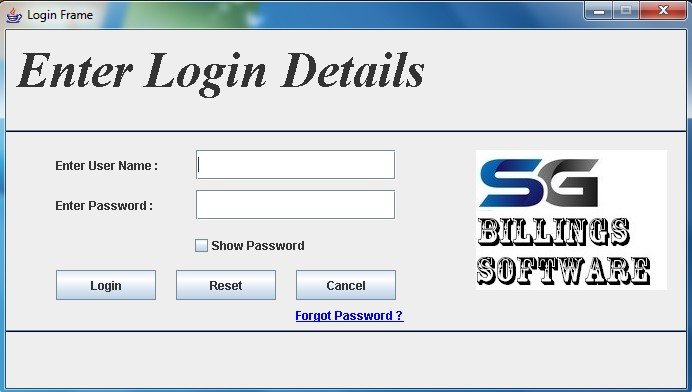 Login Frame
Enter Login Details
Enter User Name :
Enter Password :
Show Password
Login Reset Cancel
Forgot Password ?
SG
BILLINGS
SOFTWARE